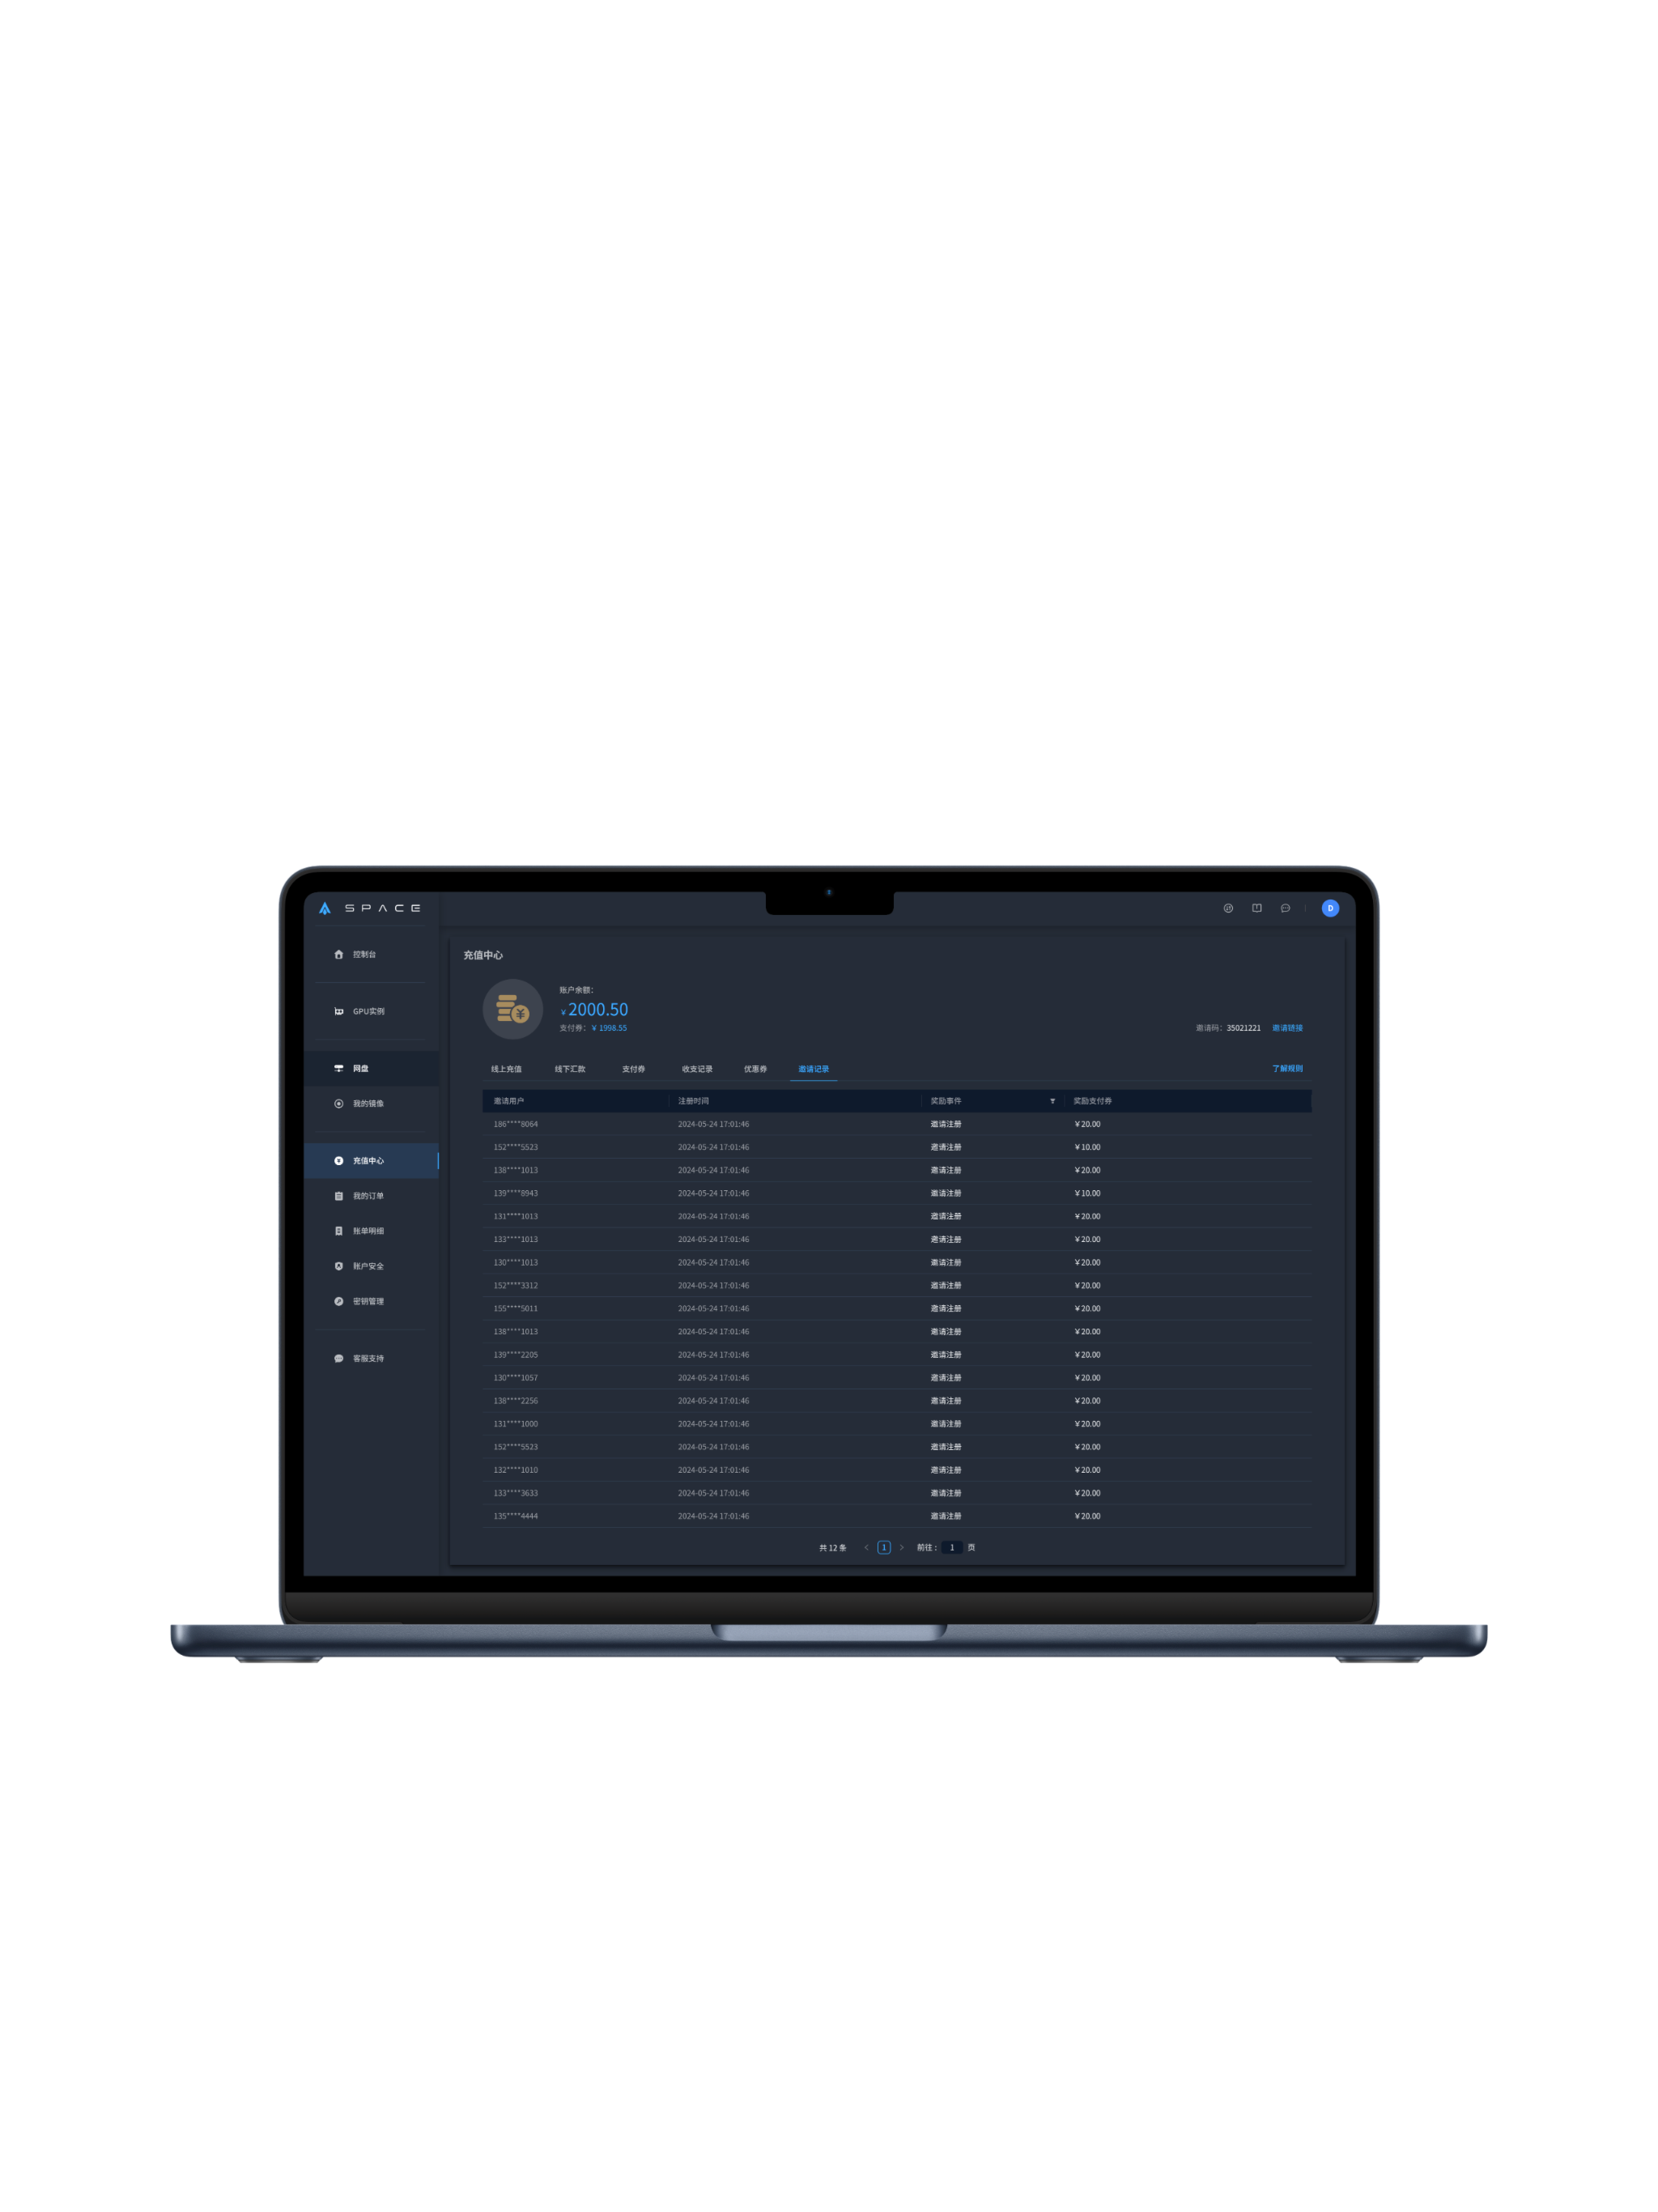 SPACE
D
控制台
GPU实例
网盘
我的镜像
充值中心
我的订单
账单明细
账户安全
密钥管理
客服支持
充值中心
账户余额：
￥2000.50
支付券：￥1998.55
邀请码：35021221 邀请链接
线上充值 线下汇款 支付券 收支记录 优惠券 邀请记录 了解规则
邀请用户 注册时间 奖励事件 奖励支付券
186****8064 2024-05-24 17:01:46 邀请注册 ￥20.00
152****5523 2024-05-24 17:01:46 邀请注册 ￥10.00
138****1013 2024-05-24 17:01:46 邀请注册 ￥20.00
139****8943 2024-05-24 17:01:46 邀请注册 ￥10.00
131****1013 2024-05-24 17:01:46 邀请注册 ￥20.00
133****1013 2024-05-24 17:01:46 邀请注册 ￥20.00
130****1013 2024-05-24 17:01:46 邀请注册 ￥20.00
152****3312 2024-05-24 17:01:46 邀请注册 ￥20.00
155****5011 2024-05-24 17:01:46 邀请注册 ￥20.00
138****1013 2024-05-24 17:01:46 邀请注册 ￥20.00
139****2205 2024-05-24 17:01:46 邀请注册 ￥20.00
130****1057 2024-05-24 17:01:46 邀请注册 ￥20.00
138****2256 2024-05-24 17:01:46 邀请注册 ￥20.00
131****1000 2024-05-24 17:01:46 邀请注册 ￥20.00
152****5523 2024-05-24 17:01:46 邀请注册 ￥20.00
132****1010 2024-05-24 17:01:46 邀请注册 ￥20.00
133****3633 2024-05-24 17:01:46 邀请注册 ￥20.00
135****4444 2024-05-24 17:01:46 邀请注册 ￥20.00
共 12 条 < 1 > 前往： 1 页